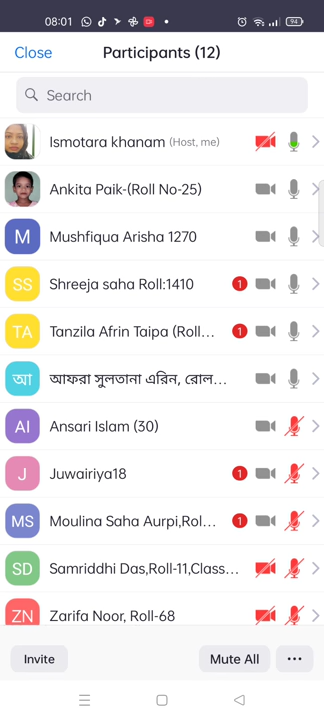 08:01
94
Close
Participants (12)
Search
Ismotara khanam (Host, me)
Ankita Paik-(Roll No-25)
M
Mushfiqua Arisha 1270
SS
Shreeja saha Roll:1410
1
TA
Tanzila Afrin Taipa (Roll...
1
আ
আফরা সুলতানা এরিন, রোল...
AI
Ansari Islam (30)
J
Juwairiya18
1
MS
Moulina Saha Aurpi,Rol...
1
SD
Samriddhi Das,Roll-11,Class...
ZN
Zarifa Noor, Roll-68
Invite
Mute All
...